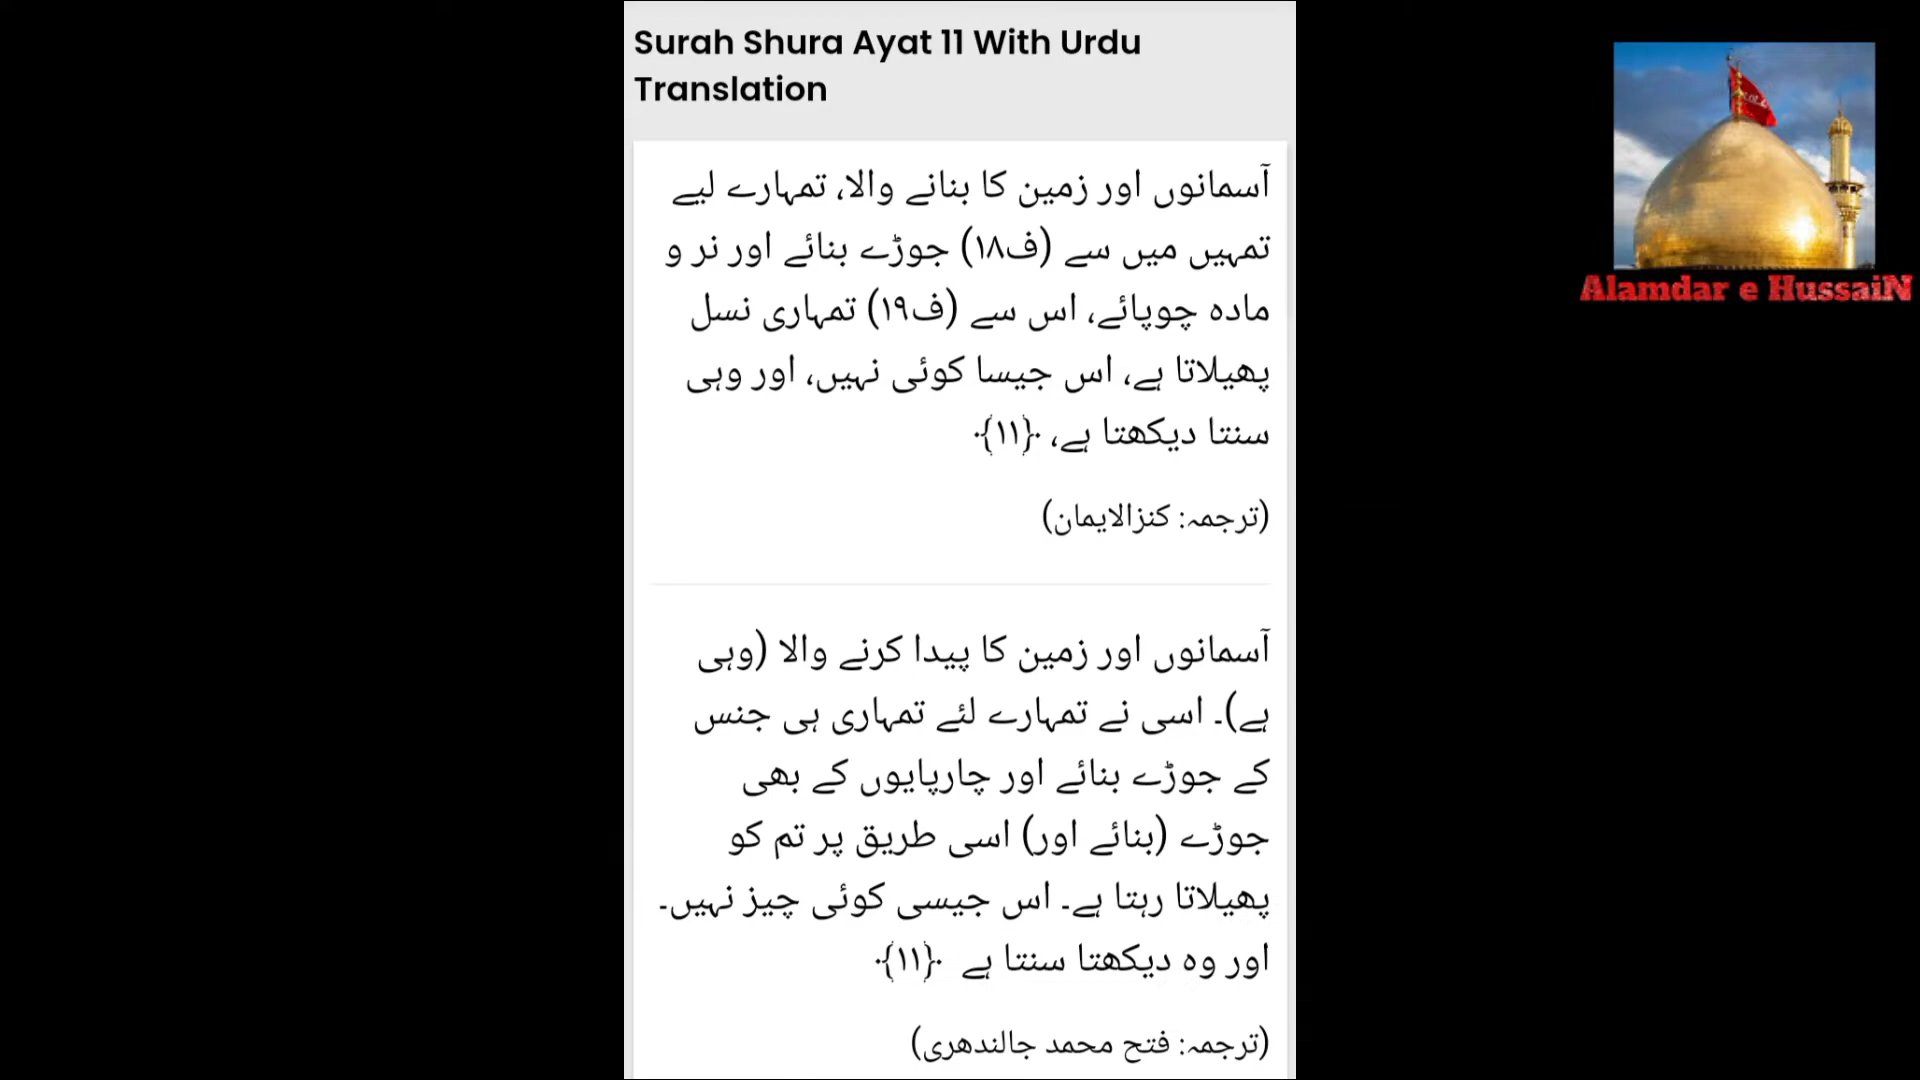 Surah Shura Ayat 11 With Urdu
Translation
آسمانوں اور زمین کا بنانے والا، تمہارے لیے
تمہیں میں سے (ف۱۸) جوڑے بنائے اور نر و
مادہ چوپائے، اس سے (ف۱۹) تمہاری نسل
پھیلاتا ہے، اس جیسا کوئی نہیں، اور وہی
سنتا دیکھتا ہے، ﴿۱۱﴾
(ترجمہ: کنزالایمان)
آسمانوں اور زمین کا پیدا کرنے والا (وہی
ہے)۔ اسی نے تمہارے لئے تمہاری ہی جنس
کے جوڑے بنائے اور چارپایوں کے بھی
جوڑے (بنائے اور) اسی طریق پر تم کو
پھیلاتا رہتا ہے۔ اس جیسی کوئی چیز نہیں۔
اور وہ دیکھتا سنتا ہے ﴿۱۱﴾
(ترجمہ: فتح محمد جالندھری)
Alamdar e HussaiN